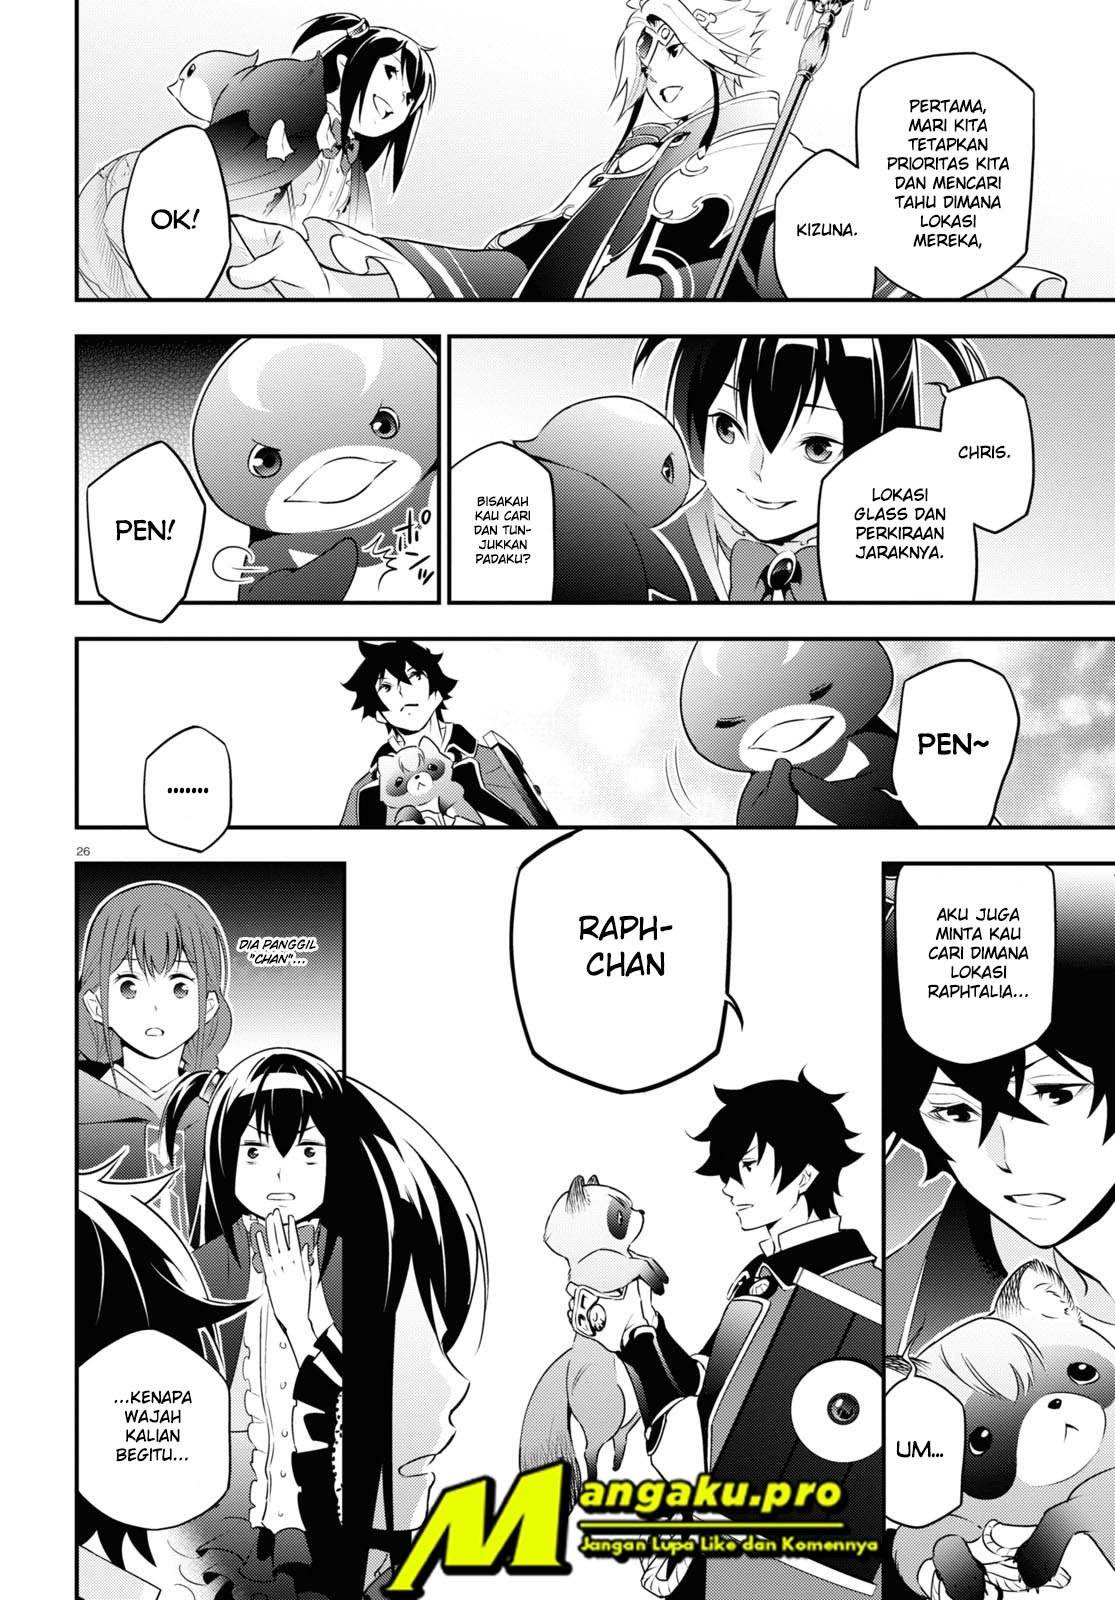 PERTAMA,
MARI KITA
TETAPKAN
PRIORITAS KITA
DAN MENCARI
TAHU DIMANA
LOKASI
MEREKA,
KIZUNA.
OK!
CHRIS.
LOKASI
GLASS DAN
PERKIRAAN
JARAKNYA.
BISAKAH
KAU CARI
DAN TUN-
JUKKAN
PADAKU?
PEN!
PEN~
.......
26
AKU JUGA
MINTA KAU
CARI DIMANA
LOKASI
RAPHTALIA...
UM...
RAPH-
CHAN
DIA PANGGIL
"CHAN"...
...KENAPA
WAJAH
KALIAN
BEGITU...
Mangaku.pro
Jangan Lupa Like dan Komennya